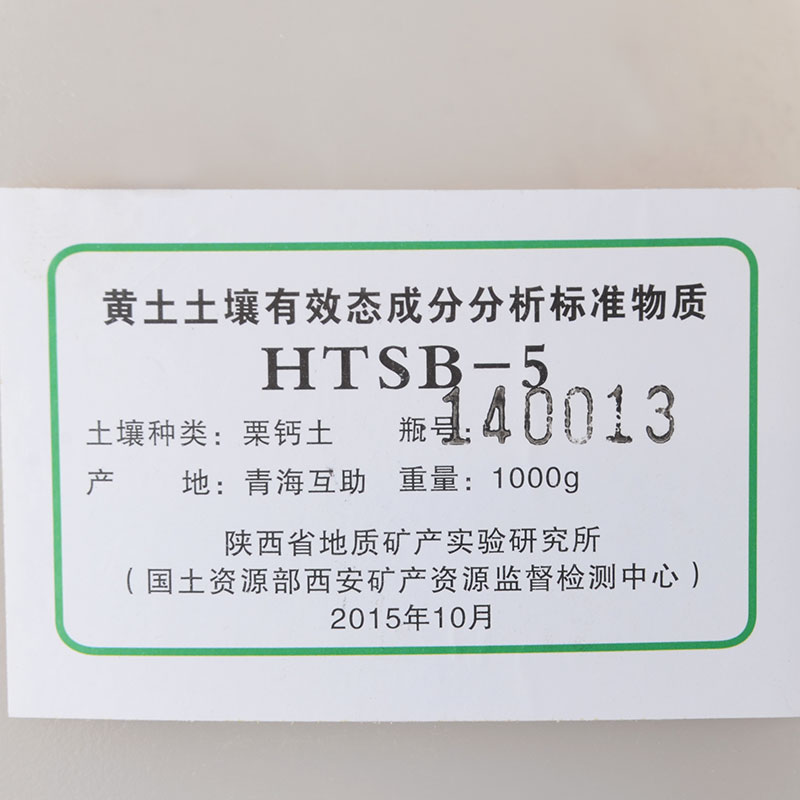 黄土土壤有效态成分分析标准物质
HTSB-5
土壤种类：栗钙土 瓶号：140013
产 地：青海互助 重量：1000g
陕西省地质矿产实验研究所
（国土资源部西安矿产资源监督检测中心）
2015年10月